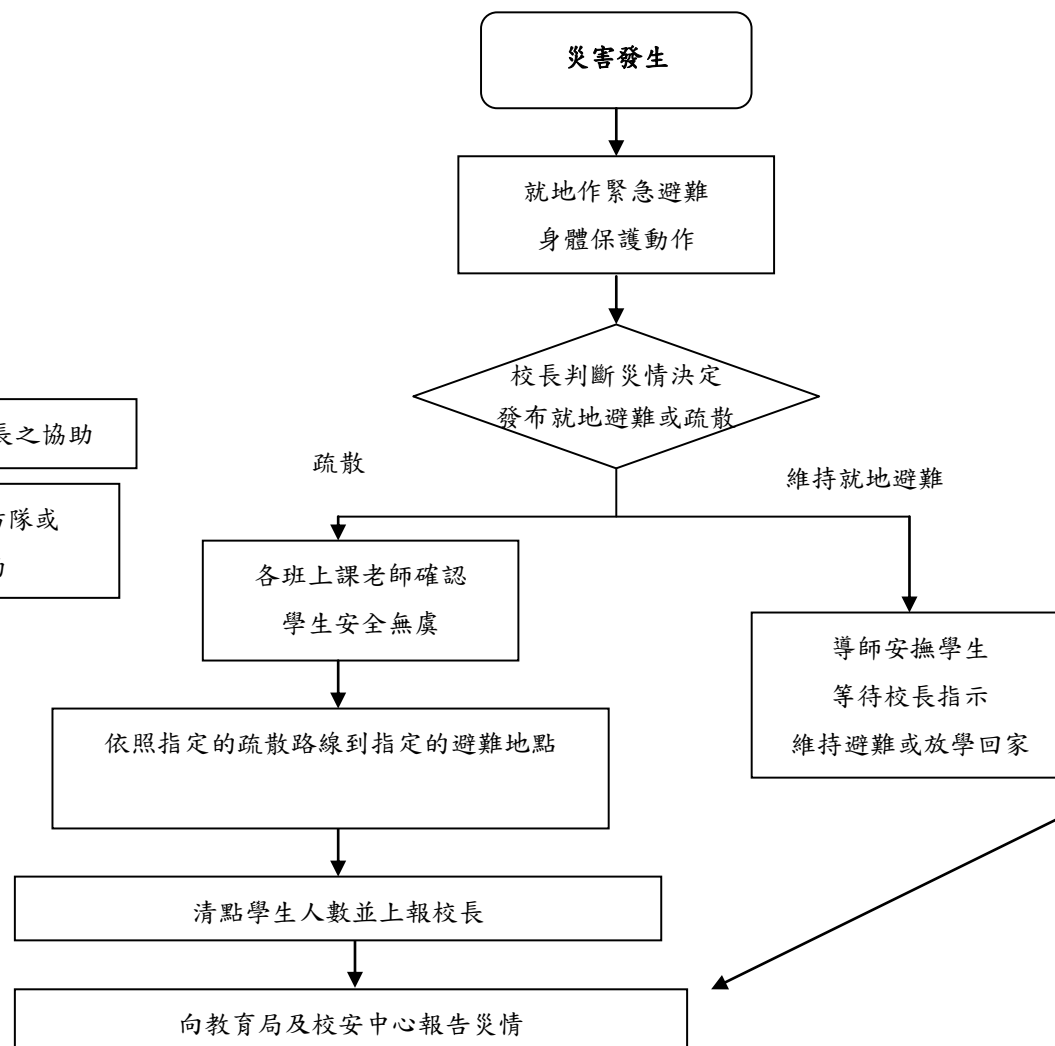 災害發生
就地作緊急避難
身體保護動作
校長判斷災情決定
發布就地避難或疏散
長之協助
疏散
維持就地避難
防隊或
助
各班上課老師確認
學生安全無虞
導師安撫學生
等待校長指示
維持避難或放學回家
依照指定的疏散路線到指定的避難地點
清點學生人數並上報校長
向教育局及校安中心報告災情